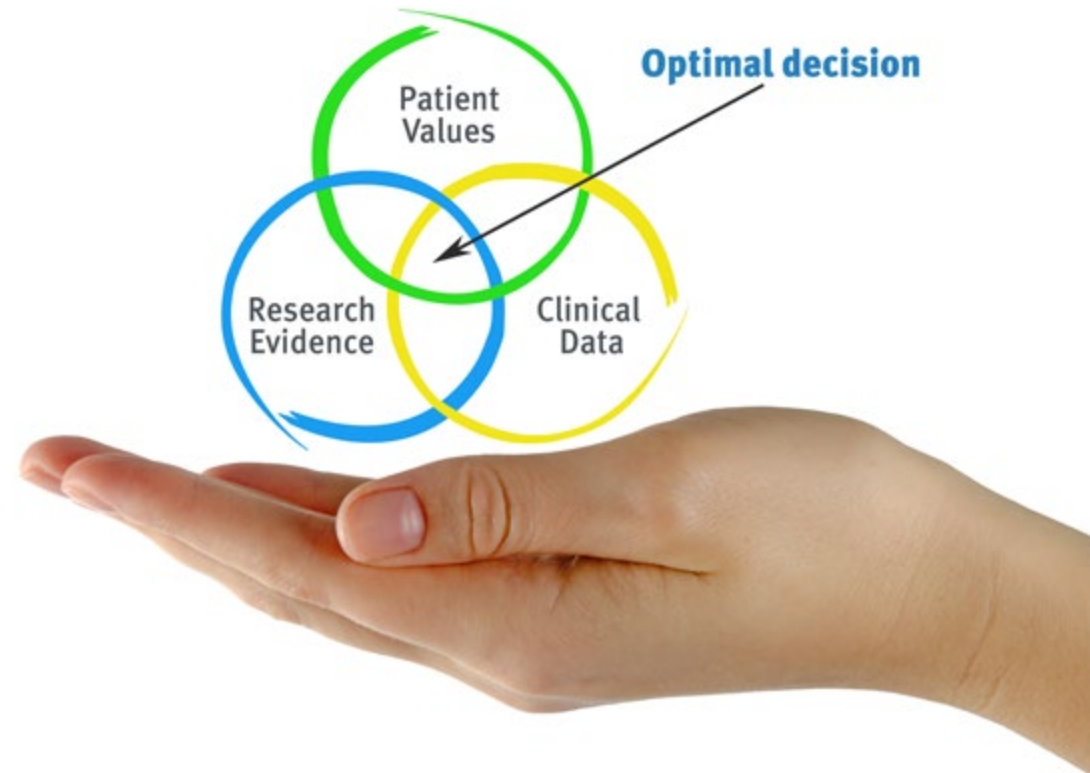 Optimal decision
Patient
Values
Research
Evidence
Clinical
Data